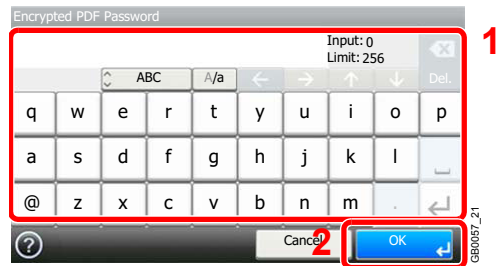 Encrypted PDF Password
1
Input: 0
Limit: 256
ABC A/a Del.
q w e r t y u i o p
a s d f g h j k l
@ z x c v b n m .
? Cancel 2 OK
GB0057_21